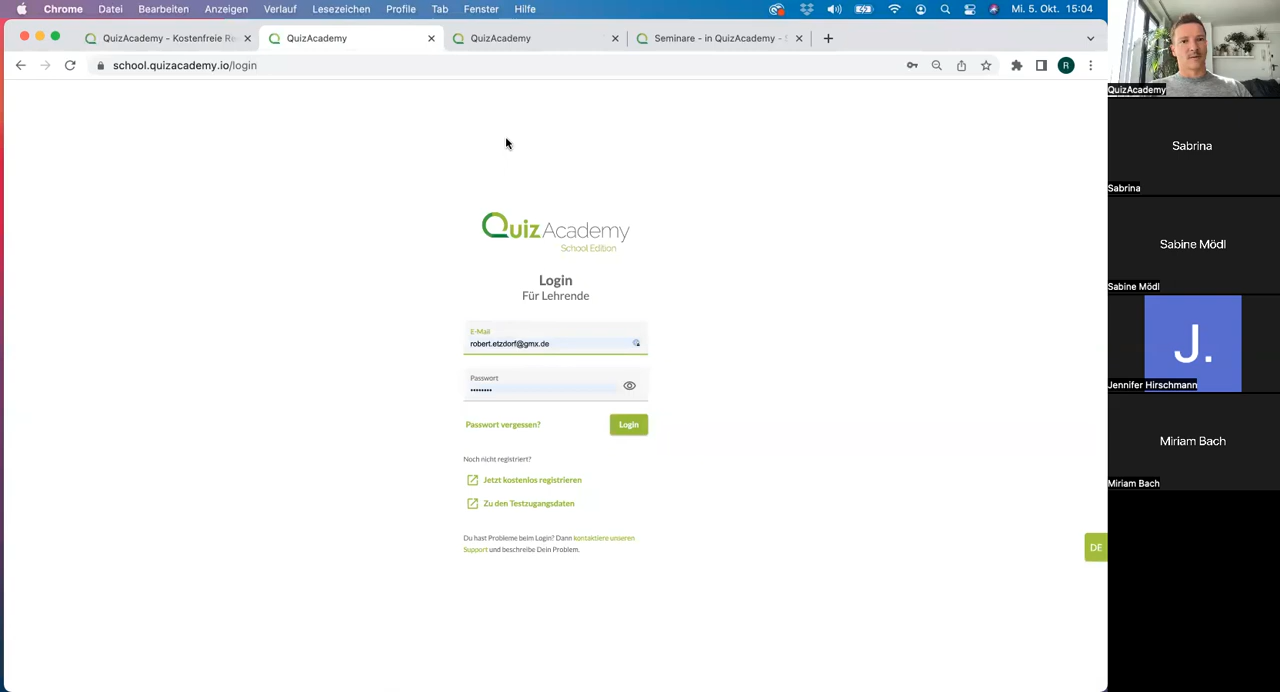 Chrome Datei Bearbeiten Anzeigen Verlauf Lesezeichen Profile Tab Fenster Hilfe Mi. 5. Okt. 15:04
QuizAcademy – Kostenfreie Re
QuizAcademy
QuizAcademy
Seminare - in QuizAcademy -
school.quizacademy.io/login
R
QuizAcademy
School Edition
Login
Für Lehrende
E-Mail
robert.etzdorf@gmx.de
Passwort
••••••••
Passwort vergessen?
Login
Noch nicht registriert?
Jetzt kostenlos registrieren
Zu den Testzugangsdaten
Du hast Probleme beim Login? Dann kontaktiere unseren
Support und beschreibe Dein Problem.
DE
QuizAcademy
Sabrina
Sabrina
Sabine Mödl
Sabine Mödl
J.
Jennifer Hirschmann
Miriam Bach
Miriam Bach